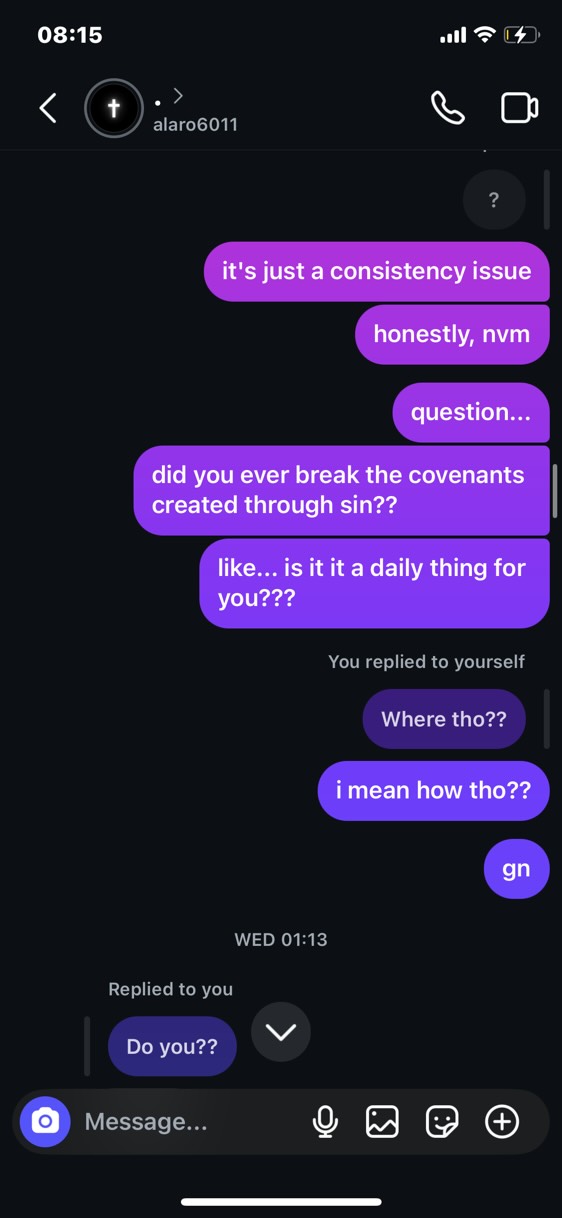 08:15
.
alaro6011
?
it's just a consistency issue
honestly, nvm
question...
did you ever break the covenants
created through sin??
like... is it it a daily thing for
you???
You replied to yourself
Where tho??
i mean how tho??
gn
WED 01:13
Replied to you
Do you??
Message...